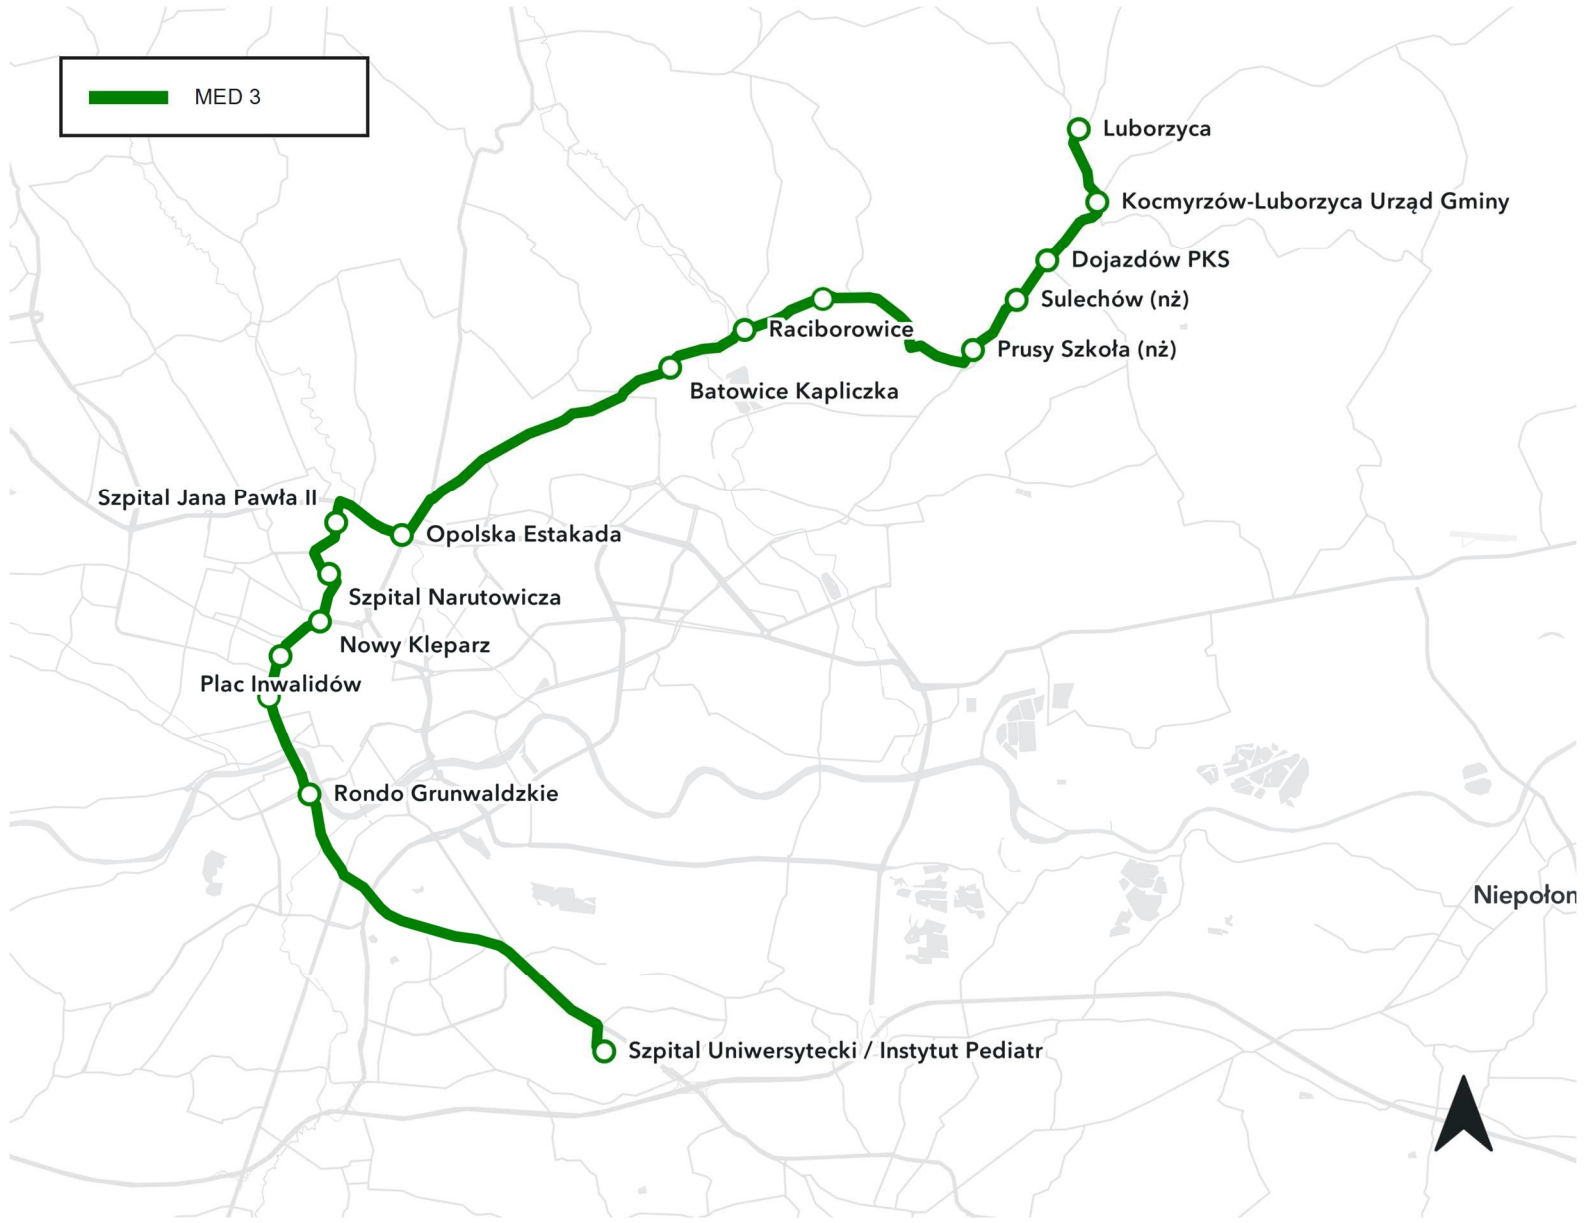 MED 3
Luborzyca
Kocmyrzów-Luborzyca Urząd Gminy
Dojazdów PKS
Sulechów (nż)
Raciborowice
Prusy Szkoła (nż)
Batowice Kapliczka
Szpital Jana Pawła II
Opolska Estakada
Szpital Narutowicza
Nowy Kleparz
Plac Inwalidów
Rondo Grunwaldzkie
Niepołon
Szpital Uniwersytecki / Instytut Pediatr